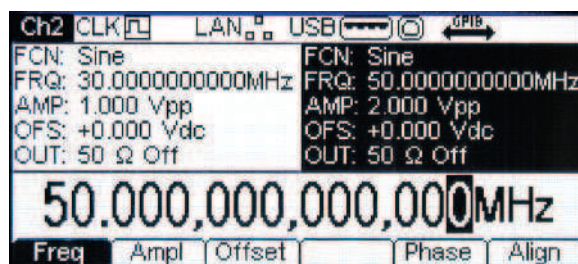 Ch2 CLK LAN USB GPIB
FCN: Sine FCN: Sine
FRQ: 30.0000000000MHz FRQ: 50.0000000000MHz
AMP: 1.000 Vpp AMP: 2.000 Vpp
OFS: +0.000 Vdc OFS: +0.000 Vdc
OUT: 50 Ω Off OUT: 50 Ω Off
50.000,000,000,000MHz
Freq Ampl Offset Phase Align